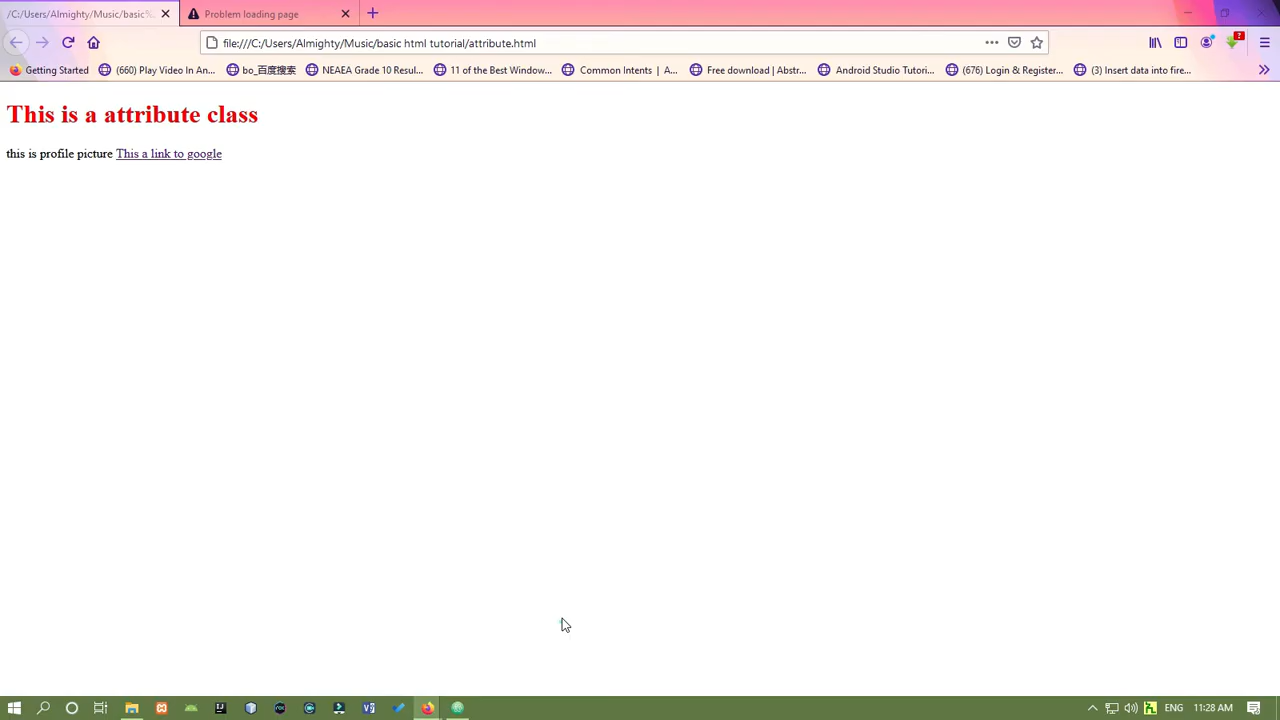 /C:/Users/Almighty/Music/basic%
Problem loading page
file:///C:/Users/Almighty/Music/basic html tutorial/attribute.html
Getting Started
(660) Play Video In An...
bo_百度搜索
NEAEA Grade 10 Resul...
11 of the Best Window...
Common Intents | A...
Free download | Abstr...
Android Studio Tutori...
(676) Login & Register...
(3) Insert data into fire...
This is a attribute class
this is profile picture This a link to google
ENG
11:28 AM